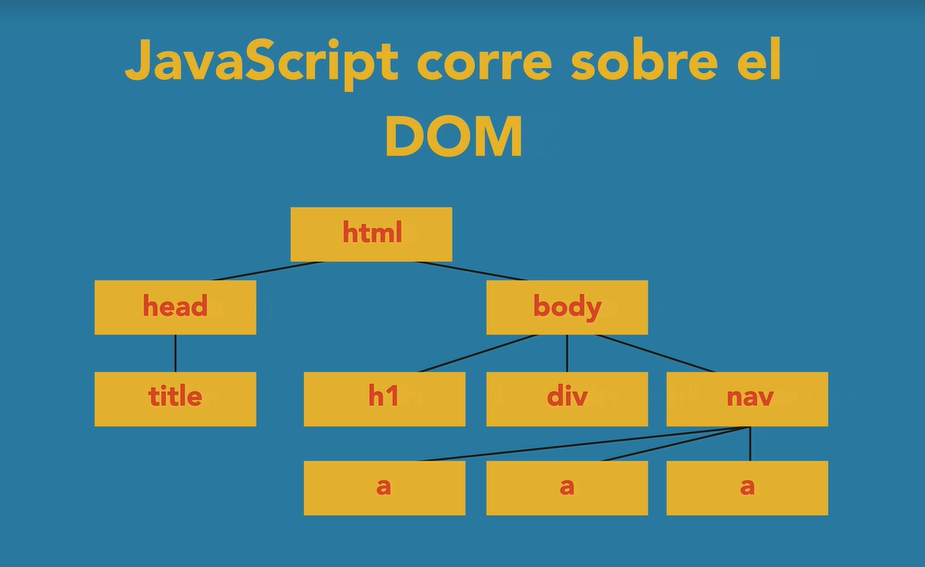 JavaScript corre sobre el
DOM
html
head
body
title
h1
div
nav
a
a
a